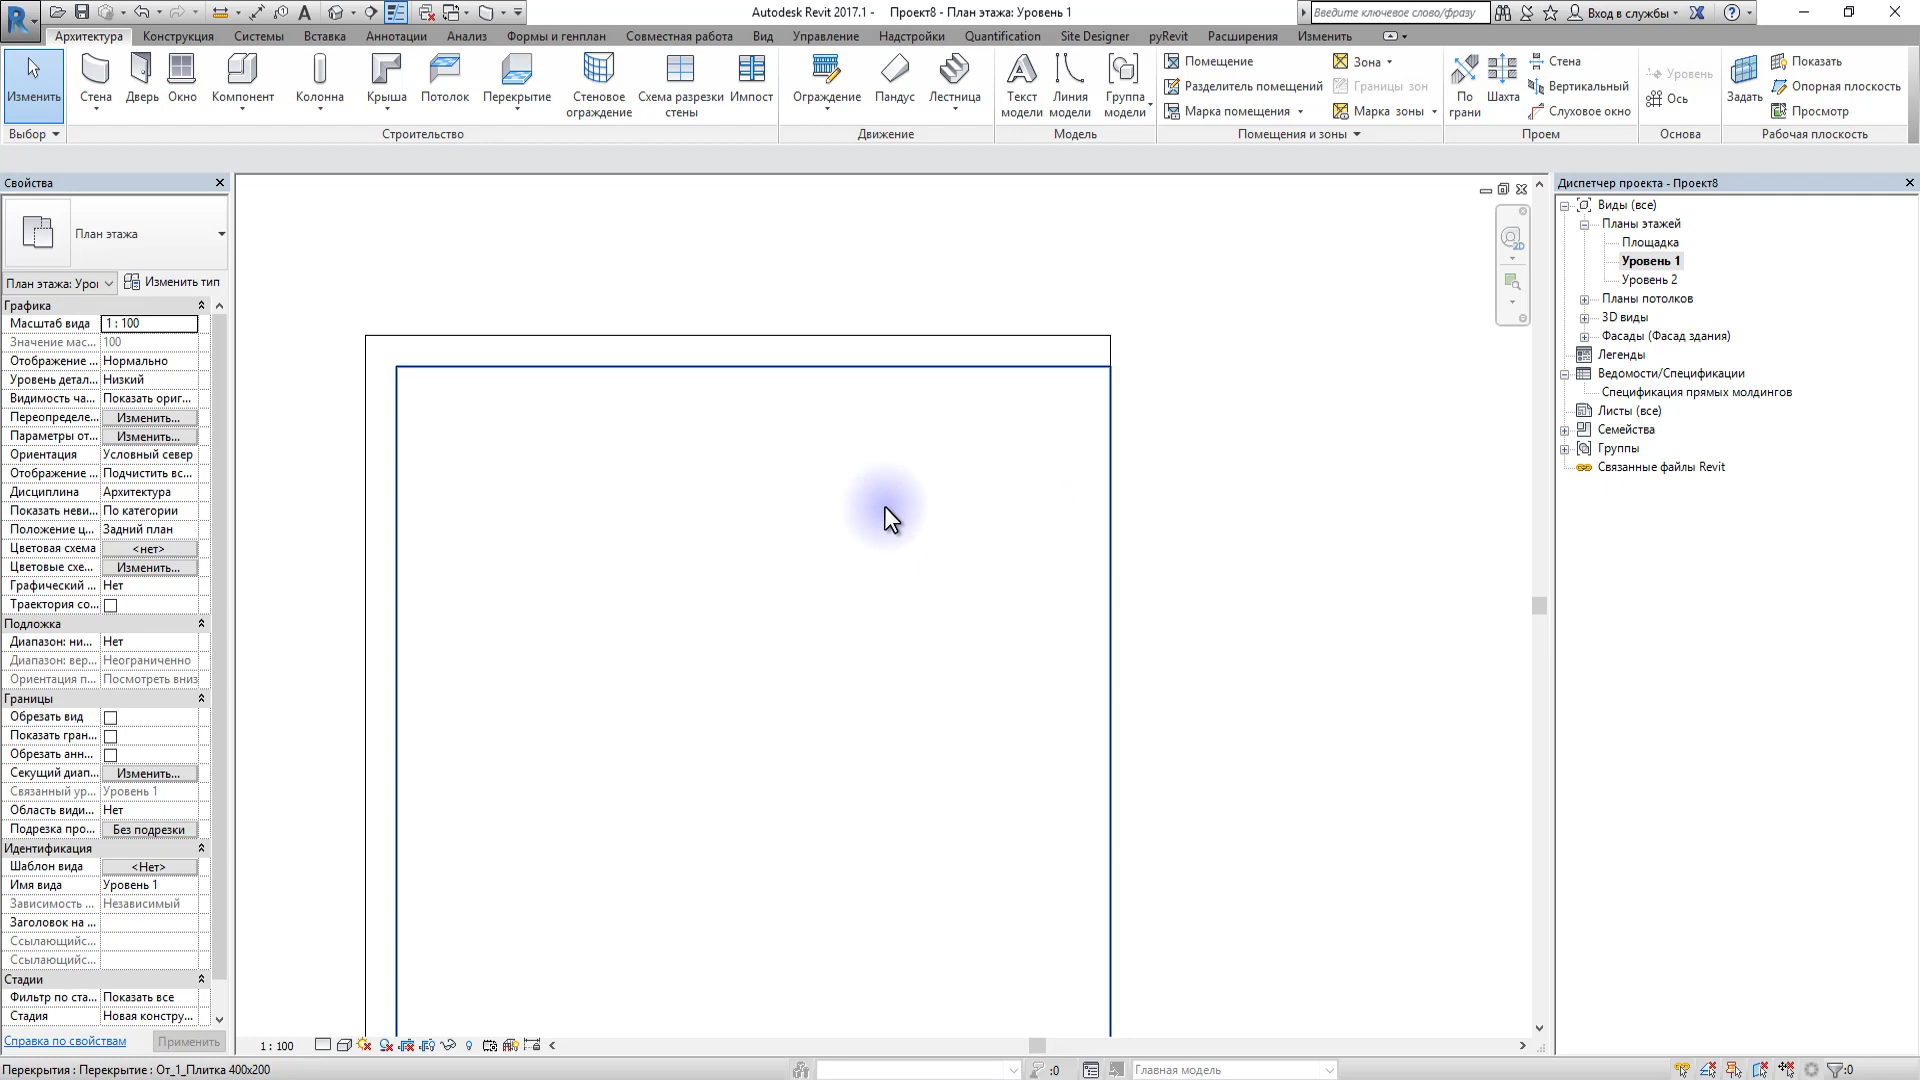 Autodesk Revit 2017.1 - Проект8 - План этажа: Уровень 1
Введите ключевое слово/фразу
Вход в службы
Архитектура Конструкция Системы Вставка Аннотации Анализ Формы и генплан Совместная работа Вид Управление Надстройки Quantification Site Designer pyRevit Расширения Изменить
Изменить
Стена
Дверь
Окно
Компонент
Колонна
Крыша
Потолок
Перекрытие
Стеновое ограждение
Схема разрезки стены
Импост
Ограждение
Пандус
Лестница
Текст модели
Линия модели
Группа модели
Помещение
Разделитель помещений
Марка помещения
Зона
Границы зон
Марка зоны
По грани
Шахта
Стена
Вертикальный
Слуховое окно
Уровень
Ось
Задать
Показать
Опорная плоскость
Просмотр
Выбор Строительство Движение Модель Помещения и зоны Проем Основа Рабочая плоскость
Свойства
План этажа
План этажа: Уро Изменить тип
Графика
Масштаб вида 1 : 100
Значение мас... 100
Отображение ... Нормально
Уровень детал... Низкий
Видимость ча... Показать ориг...
Переопределе... Изменить...
Параметры от... Изменить...
Ориентация Условный север
Отображение ... Подчистить вс...
Дисциплина Архитектура
Показать неви... По категории
Положение ц... Задний план
Цветовая схема <нет>
Цветовые схе... Изменить...
Графический ... Нет
Траектория со...
Подложка
Диапазон: ни... Нет
Диапазон: вер... Неограниченно
Ориентация п... Посмотреть вниз
Границы
Обрезать вид
Показать гран...
Обрезать анн...
Секущий диап... Изменить...
Связанный ур... Уровень 1
Область види... Нет
Подрезка про... Без подрезки
Идентификация
Шаблон вида <Нет>
Имя вида Уровень 1
Зависимость ... Независимый
Заголовок на ...
Ссылающийс...
Ссылающийс...
Стадии
Фильтр по ста... Показать все
Стадия Новая констру...
Справка по свойствам Применить
2D
1 : 100
Диспетчер проекта - Проект8
Виды (все)
Планы этажей
Площадка
Уровень 1
Уровень 2
Планы потолков
3D виды
Фасады (Фасад здания)
Легенды
Ведомости/Спецификации
Спецификация прямых молдингов
Листы (все)
Семейства
Группы
Связанные файлы Revit
Перекрытия : Перекрытие : От_1_Плитка 400x200
:0
Главная модель
:0